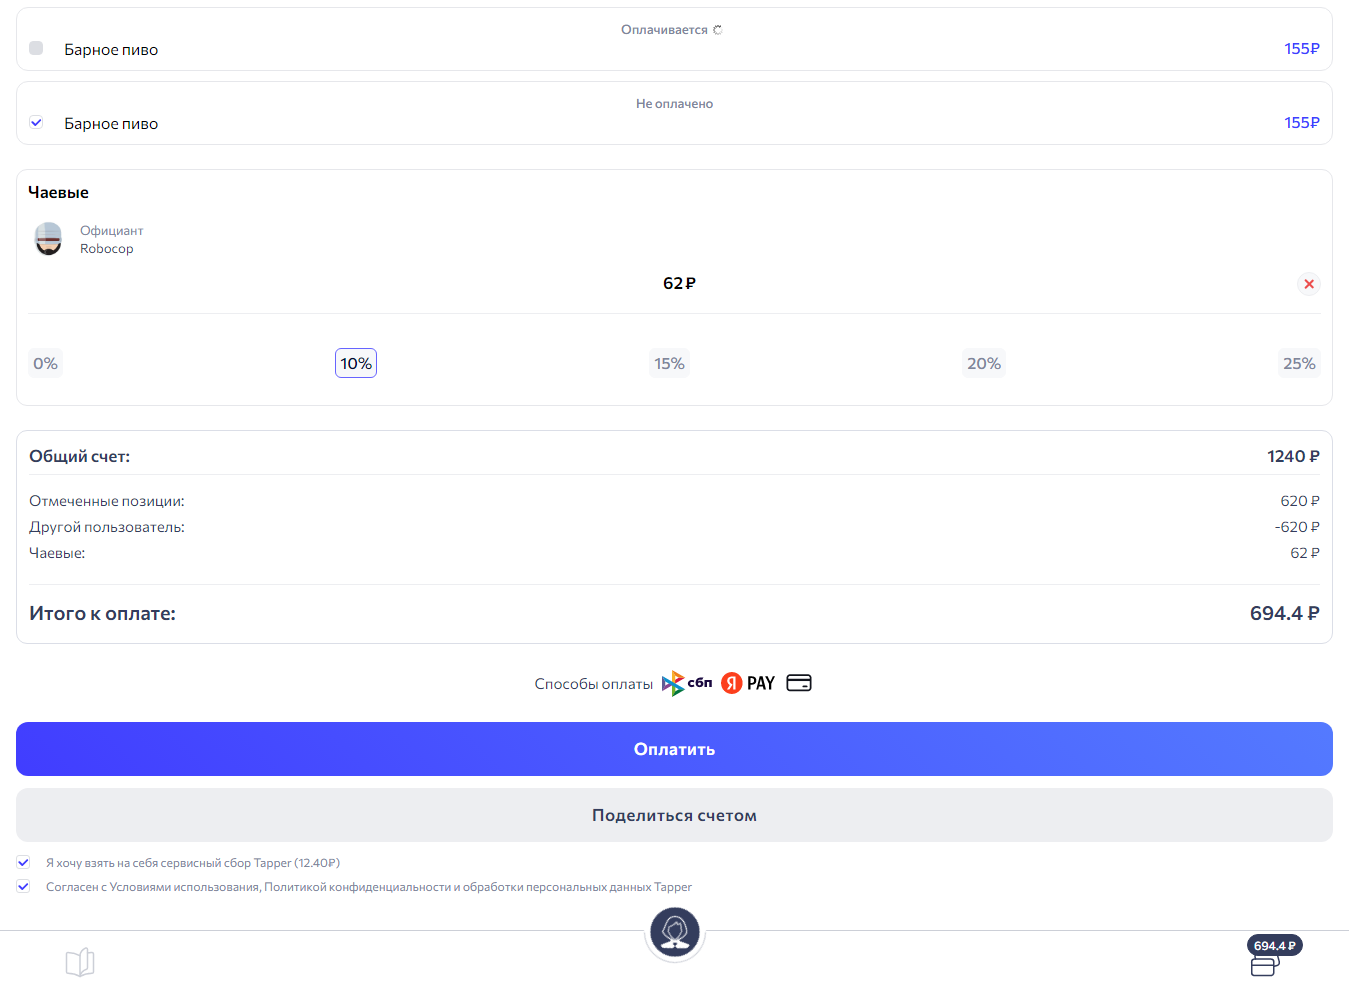 Оплачивается
Барное пиво 155₽
Не оплачено
Барное пиво 155₽
Чаевые
Официант
Robocop
62 ₽
0% 10% 15% 20% 25%
Общий счет: 1240 ₽
Отмеченные позиции: 620 ₽
Другой пользователь: -620 ₽
Чаевые: 62 ₽
Итого к оплате: 694.4 ₽
Способы оплаты сбп Я PAY
Оплатить
Поделиться счетом
Я хочу взять на себя сервисный сбор Tapper (12.40₽)
Согласен с Условиями использования, Политикой конфиденциальности и обработки персональных данных Tapper
694.4 ₽